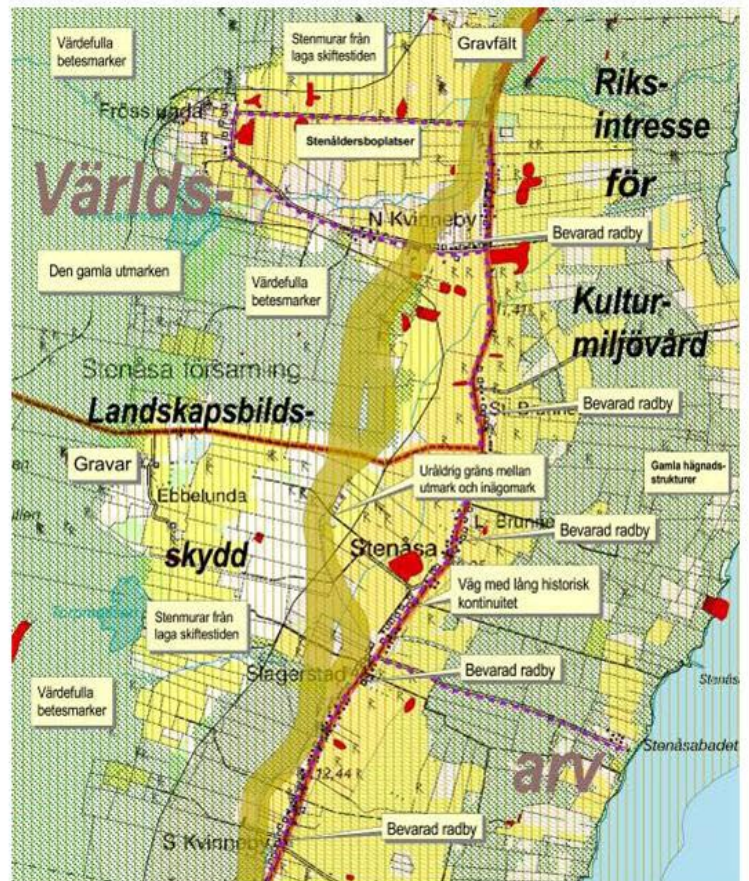 Värdefulla
betesmarker
Stenmurar från
laga skiftestiden
Gravfält
Riks-
intresse
för
Stenåldersboplatser
Världs-
N Kvinneby
Bevarad radby
Den gamla utmarken
Värdefulla
betesmarker
Kultur-
miljövård
Stenåsa församling
Landskapsbilds-
Bevarad radby
Gravar
Uråldrig gräns mellan
utmark och inägomark
Gamla hägnads-
strukturer
Ebbelunda
L Brunne
Bevarad radby
Stenåsa
skydd
Väg med lång historisk
kontinuitet
Stenmurar från
laga skiftestiden
Slagerstad
Bevarad radby
Värdefulla
betesmarker
Stenåsabadet
arv
12,44
Bevarad radby
S Kvinneby